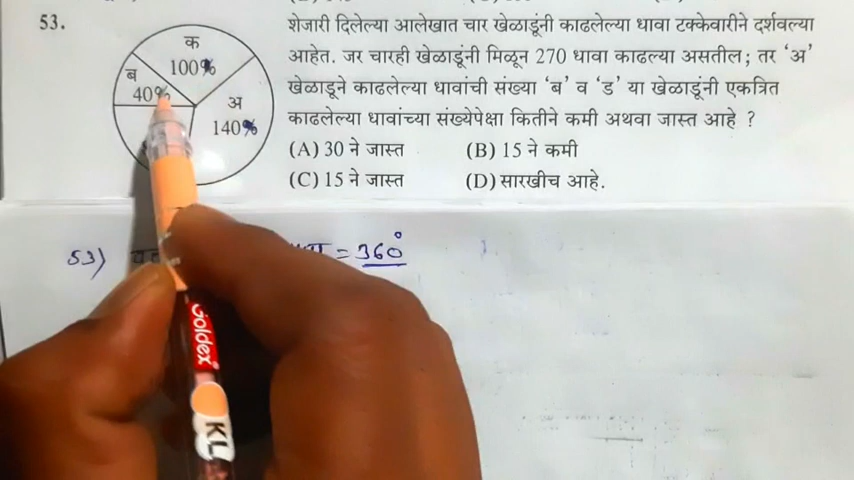 53.
शेजारी दिलेल्या आलेखात चार खेळाडूंनी काढलेल्या धावा टक्केवारीने दर्शवल्या
आहेत. जर चारही खेळाडूंनी मिळून 270 धावा काढल्या असतील; तर ‘अ’
खेळाडूने काढलेल्या धावांची संख्या ‘ब’ व ‘ड’ या खेळाडूंनी एकत्रित
काढलेल्या धावांच्या संख्येपेक्षा कितीने कमी अथवा जास्त आहे ?
(A) 30 ने जास्त (B) 15 ने कमी
(C) 15 ने जास्त (D) सारखीच आहे.
क
100%
ब
40%
अ
140%
53) = 360°
Goldex
KL